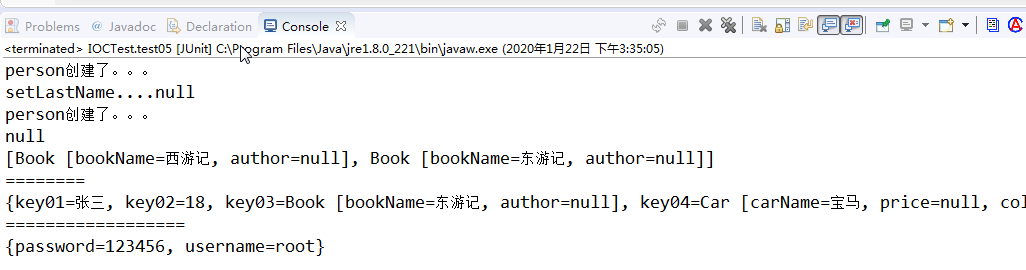 Problems @ Javadoc Declaration Console
<terminated> IOCTest.test05 [JUnit] C:\Program Files\Java\jre1.8.0_221\bin\javaw.exe (2020年1月22日 下午3:35:05)
person创建了。。。
setLastName....null
person创建了。。。
null
[Book [bookName=西游记, author=null], Book [bookName=东游记, author=null]]
========
{key01=张三, key02=18, key03=Book [bookName=东游记, author=null], key04=Car [carName=宝马, price=null, col
==================
{password=123456, username=root}